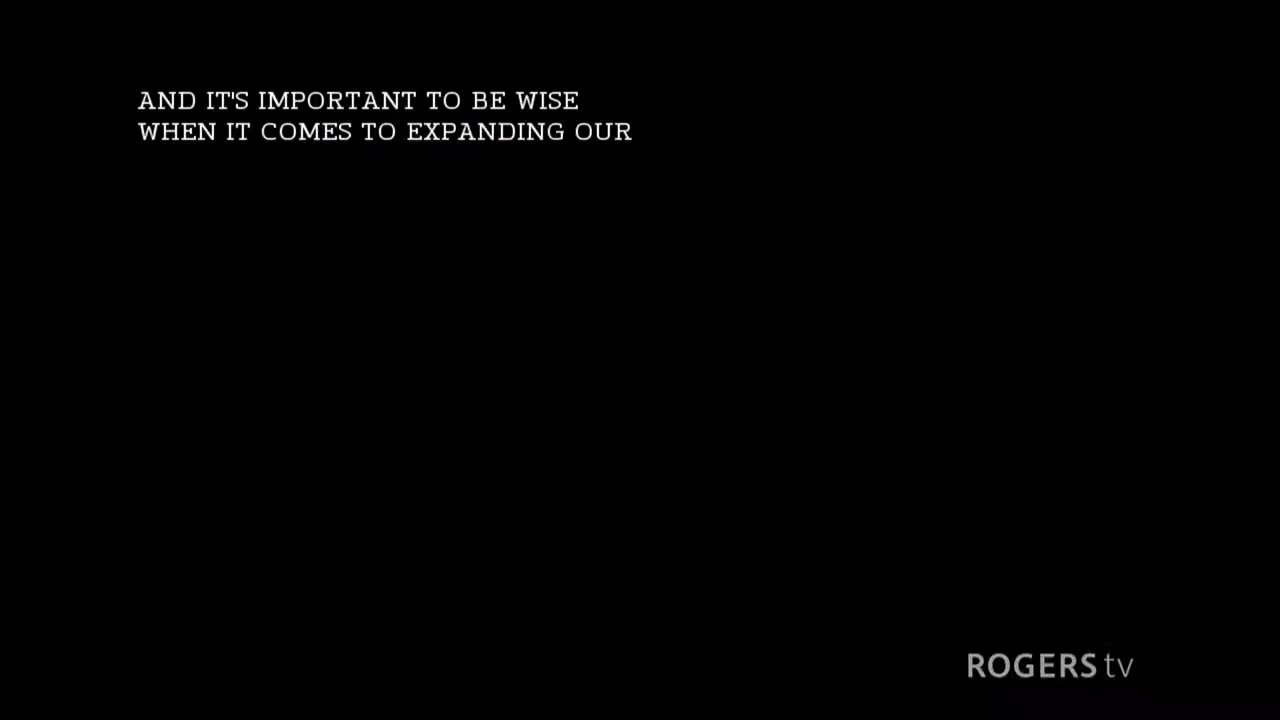 AND IT'S IMPORTANT TO BE WISE
WHEN IT COMES TO EXPANDING OUR
ROGERS tv